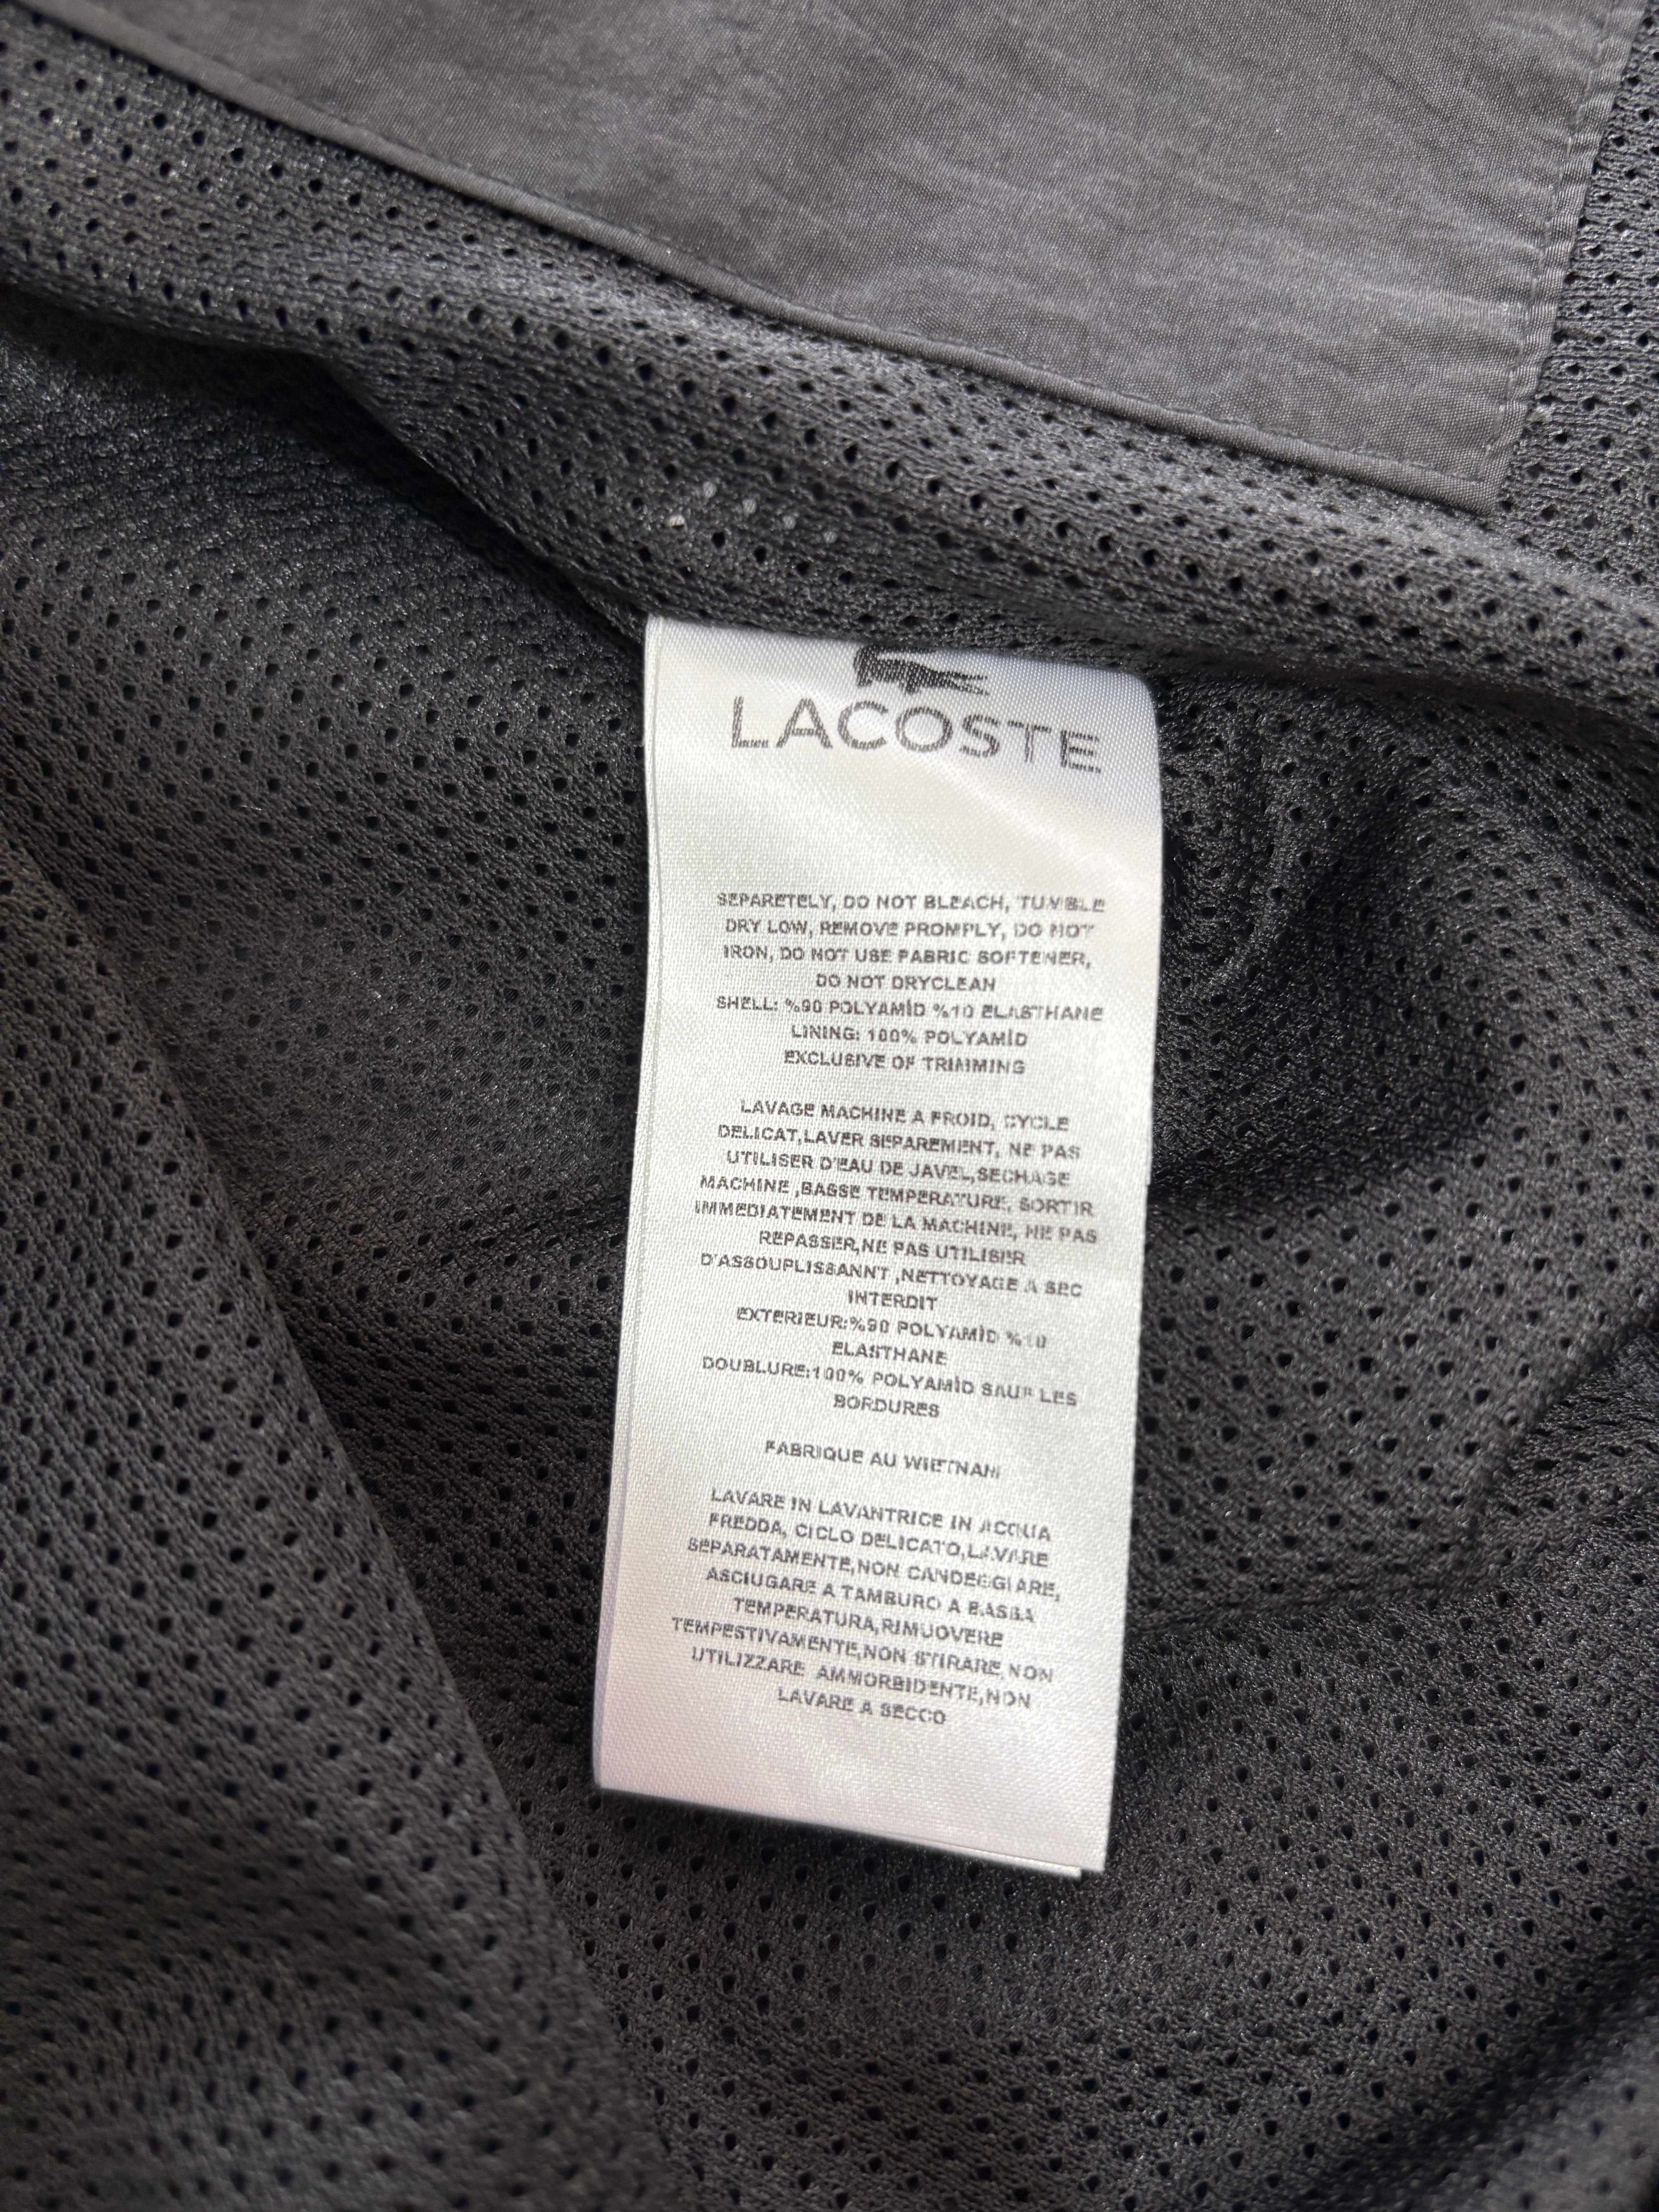 LACOSTE
SEPARETELY, DO NOT BLEACH, TUMBLE
DRY LOW, REMOVE PROMPLY, DO NOT
IRON, DO NOT USE FABRIC SOFTENER,
DO NOT DRYCLEAN
SHELL: %90 POLYAMİD %10 ELASTHANE
LINING: 100% POLYAMİD
EXCLUSIVE OF TRIMMING
LAVAGE MACHINE A FROID, CYCLE
DELICAT,LAVER SEPAREMENT, NE PAS
UTILISER D'EAU DE JAVEL,SECHAGE
MACHINE ,BASSE TEMPERATURE, SORTIR
IMMEDIATEMENT DE LA MACHINE, NE PAS
REPASSER,NE PAS UTILISER
D'ASSOUPLISSANNT ,NETTOYAGE A SEC
INTERDIT
EXTERIEUR:%90 POLYAMİD %10
ELASTHANE
DOUBLURE:100% POLYAMİD SAUF LES
BORDURES
FABRIQUE AU WIETNAM
LAVARE IN LAVANTRICE IN ACQUA
FREDDA, CICLO DELICATO,LAVARE
SEPARATAMENTE,NON CANDEGGIARE,
ASCIUGARE A TAMBURO A BASSA
TEMPERATURA,RIMUOVERE
TEMPESTIVAMENTE,NON STIRARE,NON
UTILIZZARE AMMORBIDENTE,NON
LAVARE A SECCO